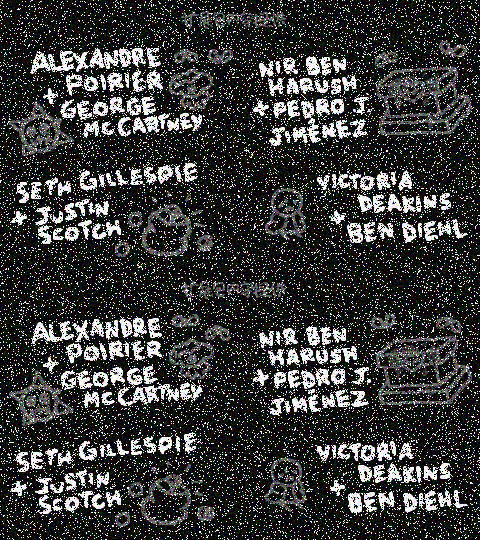 ALEXANDRE
POIRIER
+ GEORGE
MCCARTNEY
NIR BEN
HARUSH
+ PEDRO J.
JIMÉNEZ
SETH GILLESPIE
+ JUSTIN
SCOTCH
VICTORIA
DEAKINS
+ BEN DIEHL
ALEXANDRE
POIRIER
+ GEORGE
MCCARTNEY
NIR BEN
HARUSH
+ PEDRO J.
JIMÉNEZ
SETH GILLESPIE
+ JUSTIN
SCOTCH
VICTORIA
DEAKINS
+ BEN DIEHL